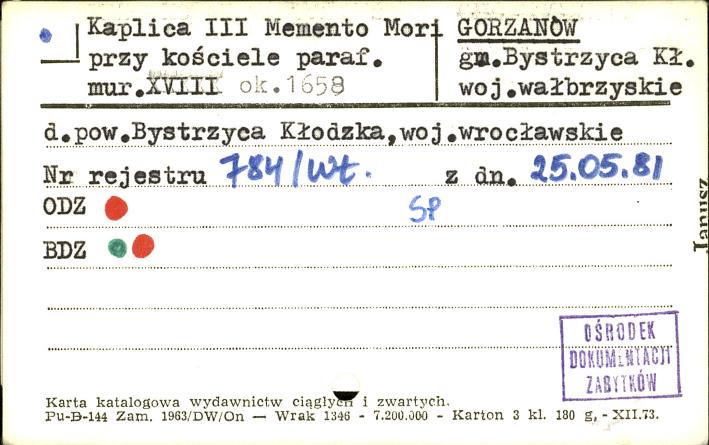 Kaplica III Memento Mori GORZANÓW
przy kościele paraf. gm.Bystrzyca Kł.
mur.XVIII ok.1658 woj.wałbrzyskie
d.pow.Bystrzyca Kłodzka,woj.wrocławskie
Nr rejestru 784/Wł. z dn. 25.05.81
ODZ SP
BDZ
Janusz
OŚRODEK
DOKUMENTACJI
ZABYTKÓW
Karta katalogowa wydawnictw ciągłych i zwartych.
Pu-B-144 Zam. 1963/DW/On — Wrak 1346 - 7.200.000 - Karton 3 kl. 180 g, - XII.73.